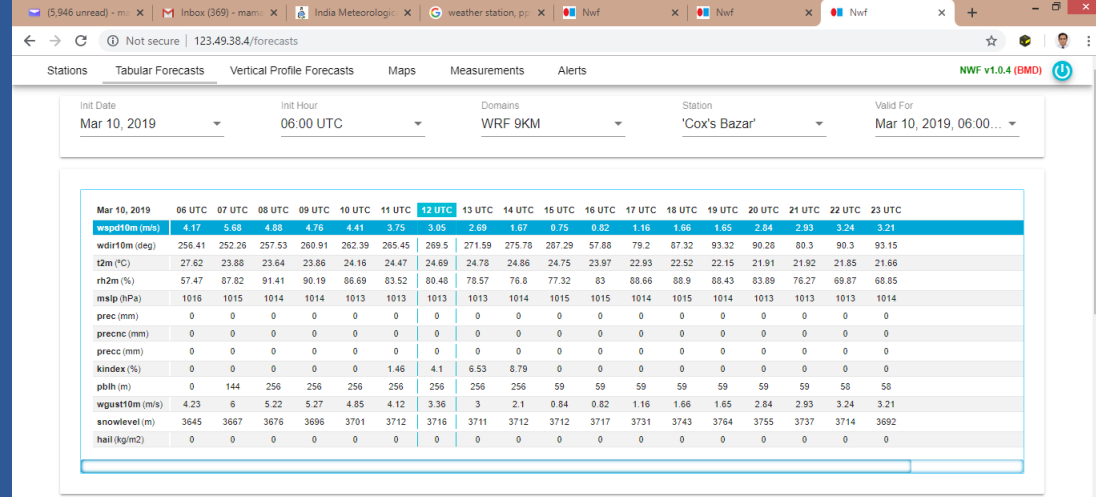 (5,946 unread) - ma
Inbox (369) - mama
India Meteorologic
weather station, pp
Nwf
Nwf
Nwf
Not secure | 123.49.38.4/forecasts
Stations Tabular Forecasts Vertical Profile Forecasts Maps Measurements Alerts NWF v1.0.4 (BMD)
Init Date Init Hour Domains Station Valid For
Mar 10, 2019 06:00 UTC WRF 9KM 'Cox's Bazar' Mar 10, 2019, 06:00...
Mar 10, 2019 06 UTC 07 UTC 08 UTC 09 UTC 10 UTC 11 UTC 12 UTC 13 UTC 14 UTC 15 UTC 16 UTC 17 UTC 18 UTC 19 UTC 20 UTC 21 UTC 22 UTC 23 UTC
wspd10m (m/s) 4.17 5.68 4.88 4.76 4.41 3.75 3.05 2.69 1.67 0.75 0.82 1.16 1.66 1.65 2.84 2.93 3.24 3.21
wdir10m (deg) 256.41 252.26 257.53 260.91 262.39 265.45 269.5 271.59 275.78 287.29 57.88 79.2 87.32 93.32 90.28 80.3 90.3 93.15
t2m (ºC) 27.62 23.88 23.64 23.86 24.16 24.47 24.69 24.78 24.86 24.75 23.97 22.93 22.52 22.15 21.91 21.92 21.85 21.66
rh2m (%) 57.47 87.82 91.41 90.19 86.69 83.52 80.48 78.57 76.8 77.32 83 88.66 88.9 88.43 83.89 76.27 69.87 68.85
mslp (hPa) 1016 1015 1014 1014 1013 1013 1013 1013 1014 1015 1015 1014 1015 1014 1013 1013 1013 1014
prec (mm) 0 0 0 0 0 0 0 0 0 0 0 0 0 0 0 0 0 0
precnc (mm) 0 0 0 0 0 0 0 0 0 0 0 0 0 0 0 0 0 0
precc (mm) 0 0 0 0 0 0 0 0 0 0 0 0 0 0 0 0 0 0
kindex (%) 0 0 0 0 0 1.46 4.1 6.53 8.79 0 0 0 0 0 0 0 0 0
pblh (m) 0 144 256 256 256 256 256 256 256 59 59 59 59 59 59 59 58 58
wgust10m (m/s) 4.23 6 5.22 5.27 4.85 4.12 3.36 3 2.1 0.84 0.82 1.16 1.66 1.65 2.84 2.93 3.24 3.21
snowlevel (m) 3645 3667 3676 3696 3701 3712 3716 3711 3712 3712 3717 3731 3743 3764 3755 3737 3714 3692
hail (kg/m2) 0 0 0 0 0 0 0 0 0 0 0 0 0 0 0 0 0 0